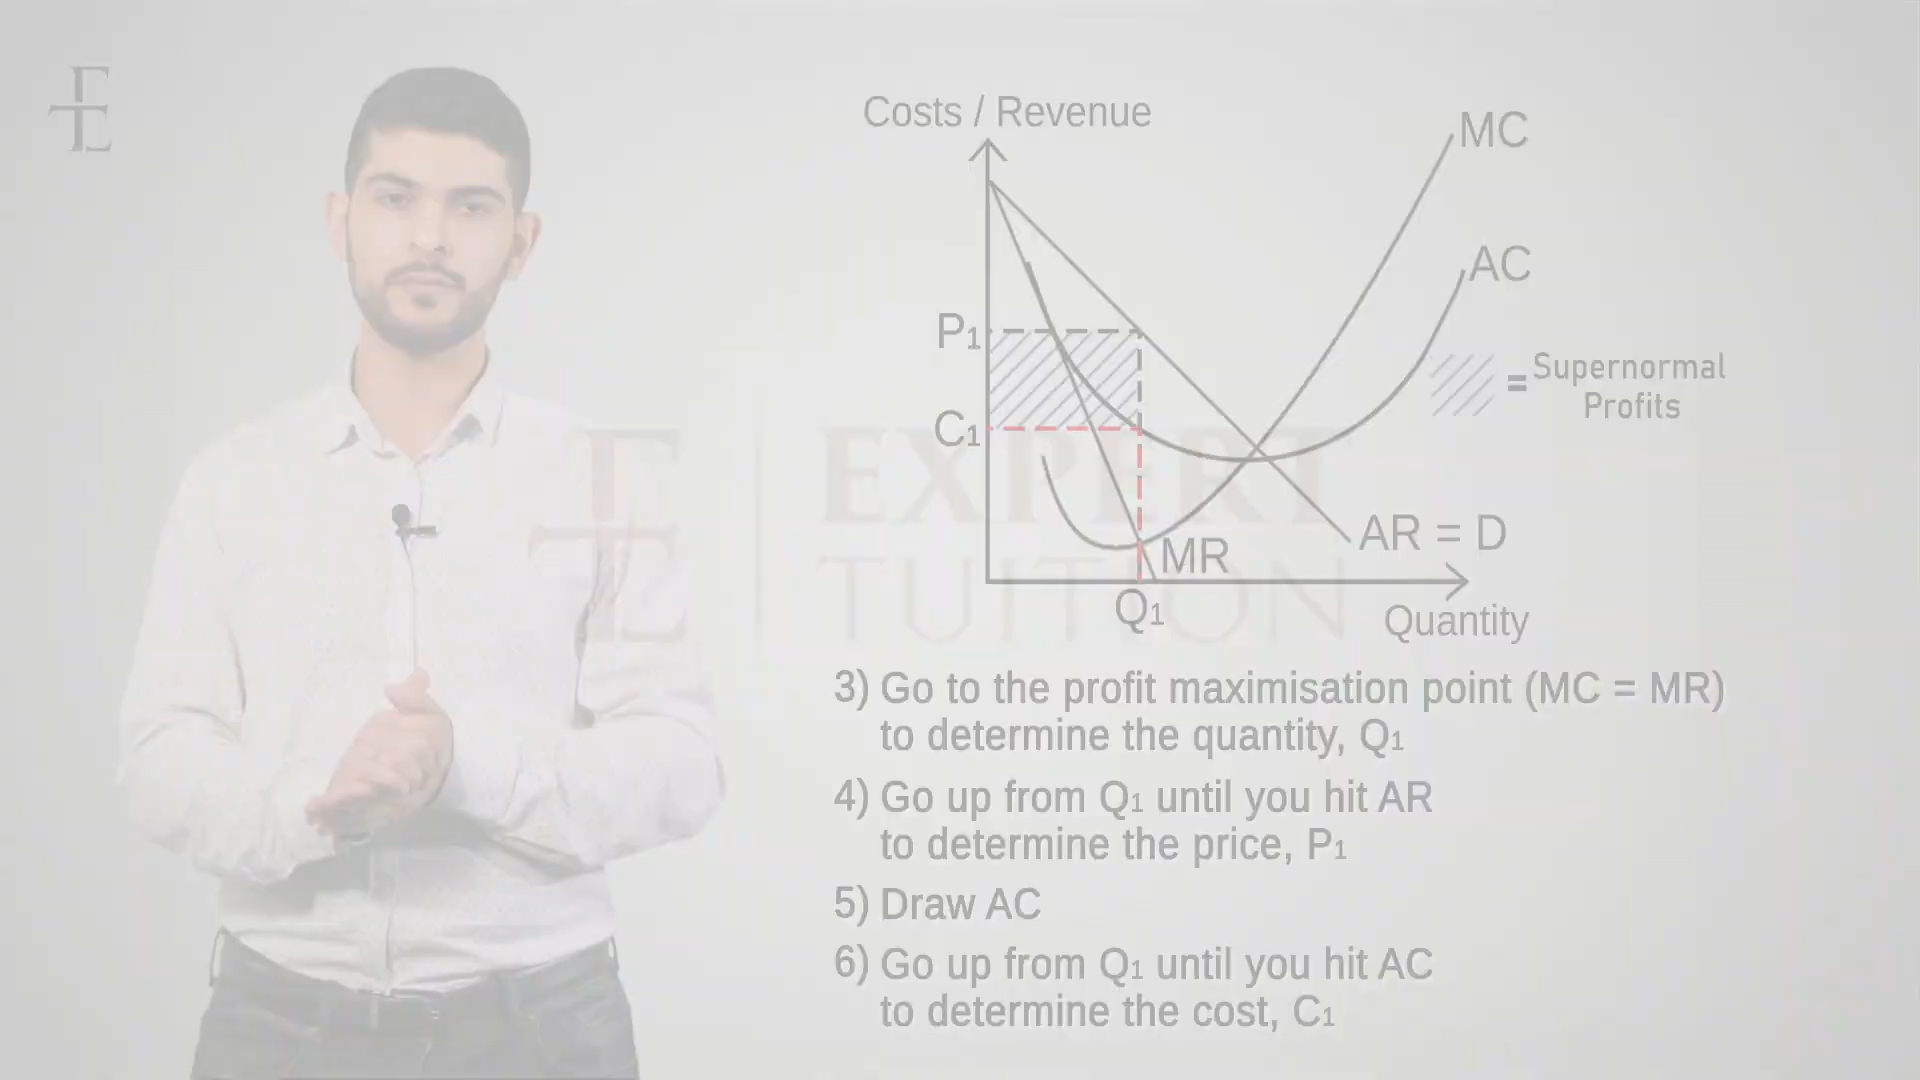 Costs / Revenue
MC
AC
P1
C1
= Supernormal
Profits
EXPERT
TUITION
MR
AR = D
Q1
Quantity
3) Go to the profit maximisation point (MC = MR)
to determine the quantity, Q1
4) Go up from Q1 until you hit AR
to determine the price, P1
5) Draw AC
6) Go up from Q1 until you hit AC
to determine the cost, C1